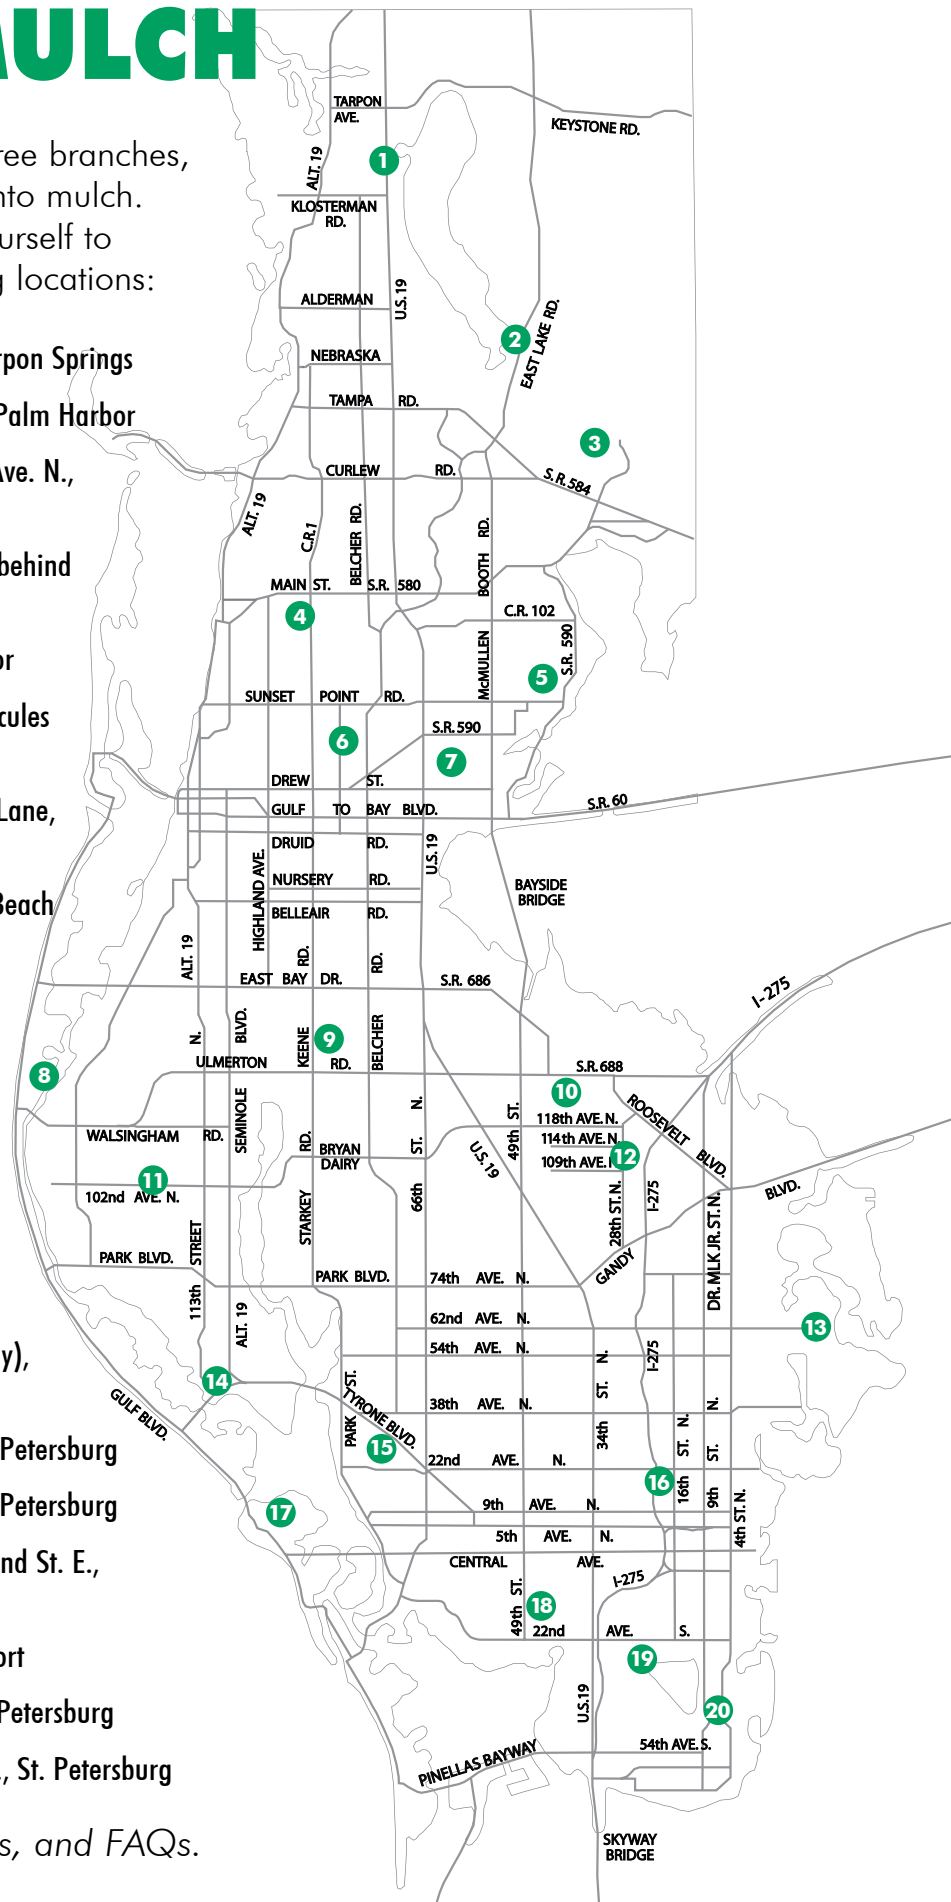 MULCH
ree branches,
nto mulch.
urself to
g locations:
rpon Springs
Palm Harbor
Ave. N.,
behind
or
cules
Lane,
Beach
y),
Petersburg
Petersburg
nd St. E.,
ort
Petersburg
., St. Petersburg
s, and FAQs.
TARPON
AVE.
KEYSTONE RD.
1
ALT. 19
KLOSTERMAN
RD.
U.S. 19
ALDERMAN
2
EAST LAKE RD.
NEBRASKA
TAMPA RD.
3
CURLEW RD.
S.R. 584
ALT. 19
C.R.1
BELCHER RD.
BOOTH RD.
MAIN ST. S.R. 580
4
C.R. 102
McMULLEN
S.R. 590
5
SUNSET POINT RD.
S.R. 590
6
7
DREW ST.
S.R. 60
GULF TO BAY BLVD.
DRUID RD.
U.S. 19
HIGHLAND AVE.
NURSERY RD.
BAYSIDE
BRIDGE
BELLEAIR RD.
ALT. 19
RD.
RD.
EAST BAY DR.
S.R. 686
I-275
N.
BLVD.
KEENE
9
BELCHER
ULMERTON RD.
S.R. 688
8
10
N.
49th ST.
118th AVE. N.
ROOSEVELT BLVD.
WALSINGHAM RD.
SEMINOLE
RD.
BRYAN
DAIRY
ST.
U.S. 19
114th AVE. N.
12
109th AVE. N
11
102nd AVE. N.
STARKEY
66th
28th ST. N.
I-275
DR. MLK JR. ST. N.
BLVD.
GANDY
PARK BLVD.
STREET
113th
PARK BLVD.
74th AVE. N.
ALT. 19
62nd AVE. N.
13
54th AVE. N.
I-275
14
GULF BLVD.
PARK ST.
TYRONE BLVD.
38th AVE. N.
34th ST. N.
15
22nd AVE. N.
16
16th ST. N.
9th ST. N.
4th ST. N.
17
9th AVE. N.
5th AVE. N.
CENTRAL AVE.
I-275
49th ST.
18
22nd AVE. S.
19
U.S.19
20
54th AVE. S.
PINELLAS BAYWAY
SKYWAY
BRIDGE